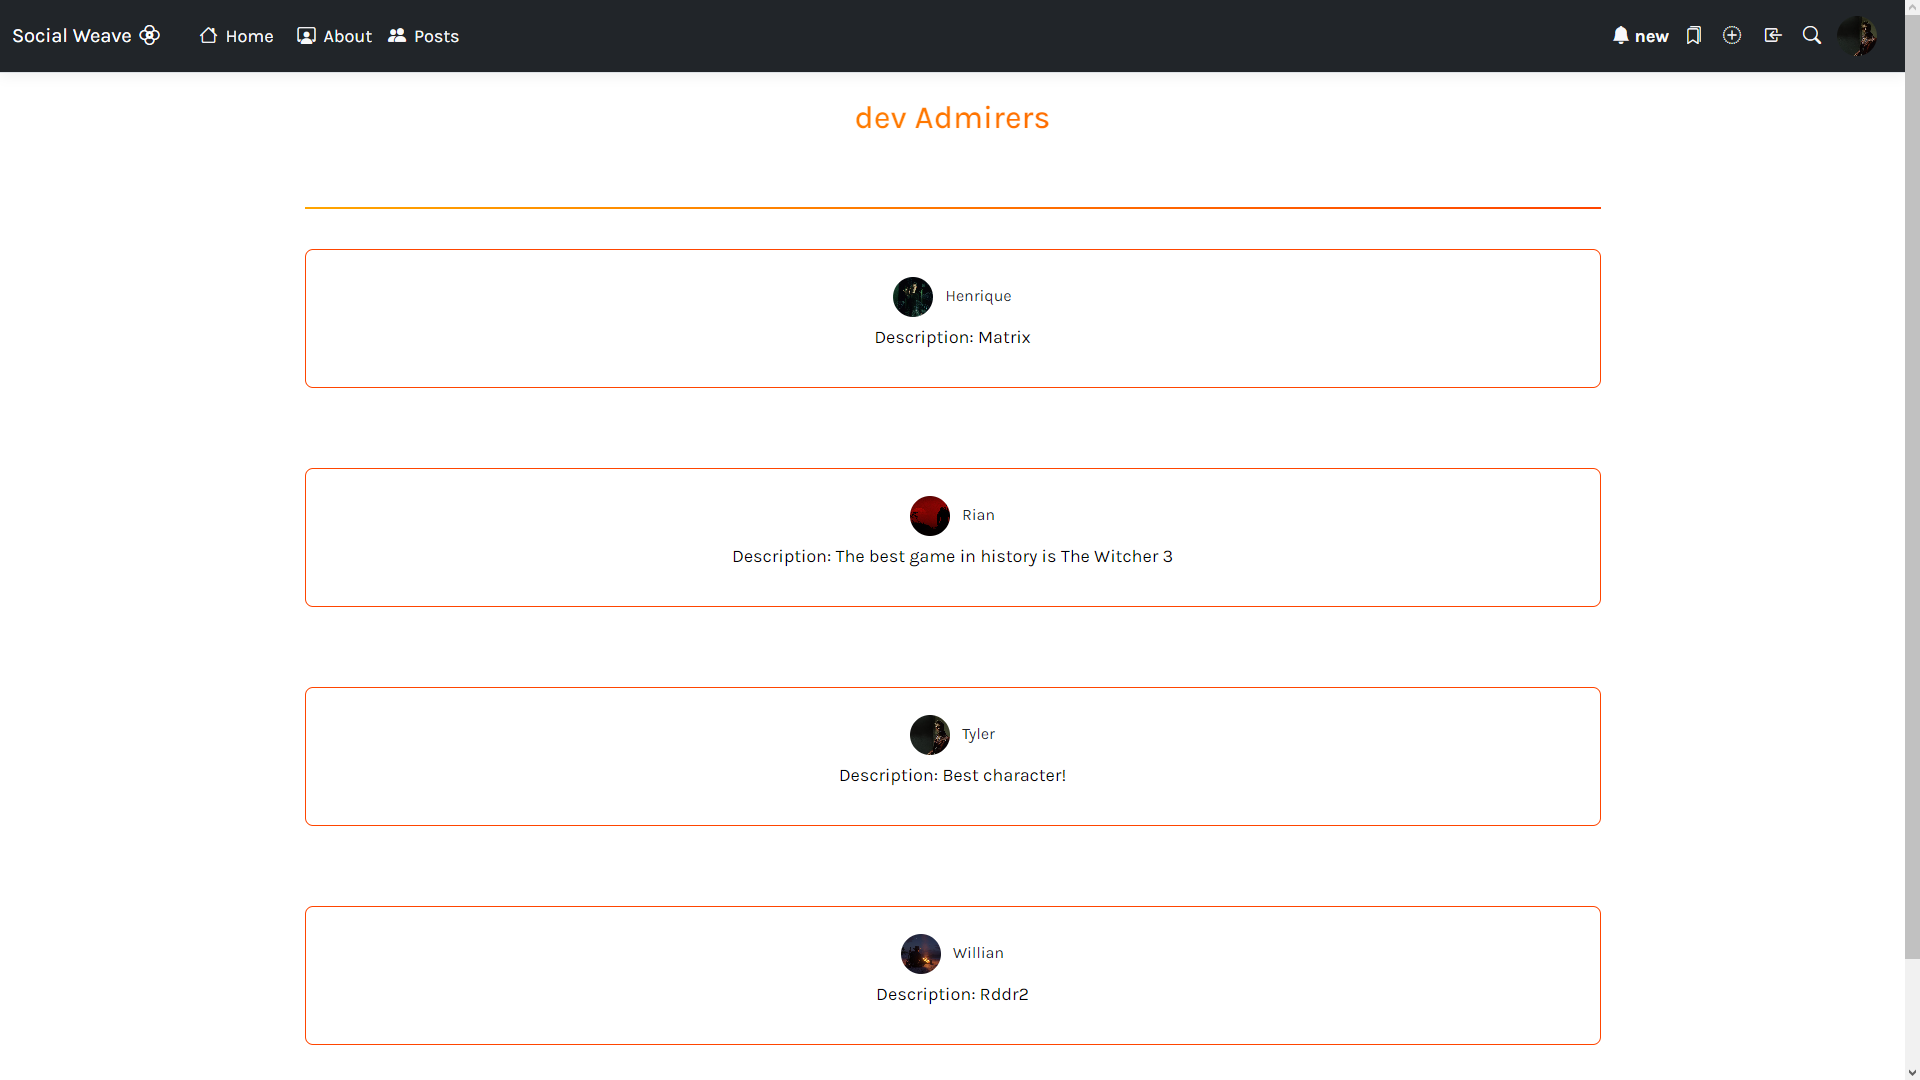 Social Weave
Home
About
Posts
new
dev Admirers
Henrique
Description: Matrix
Rian
Description: The best game in history is The Witcher 3
Tyler
Description: Best character!
Willian
Description: Rddr2